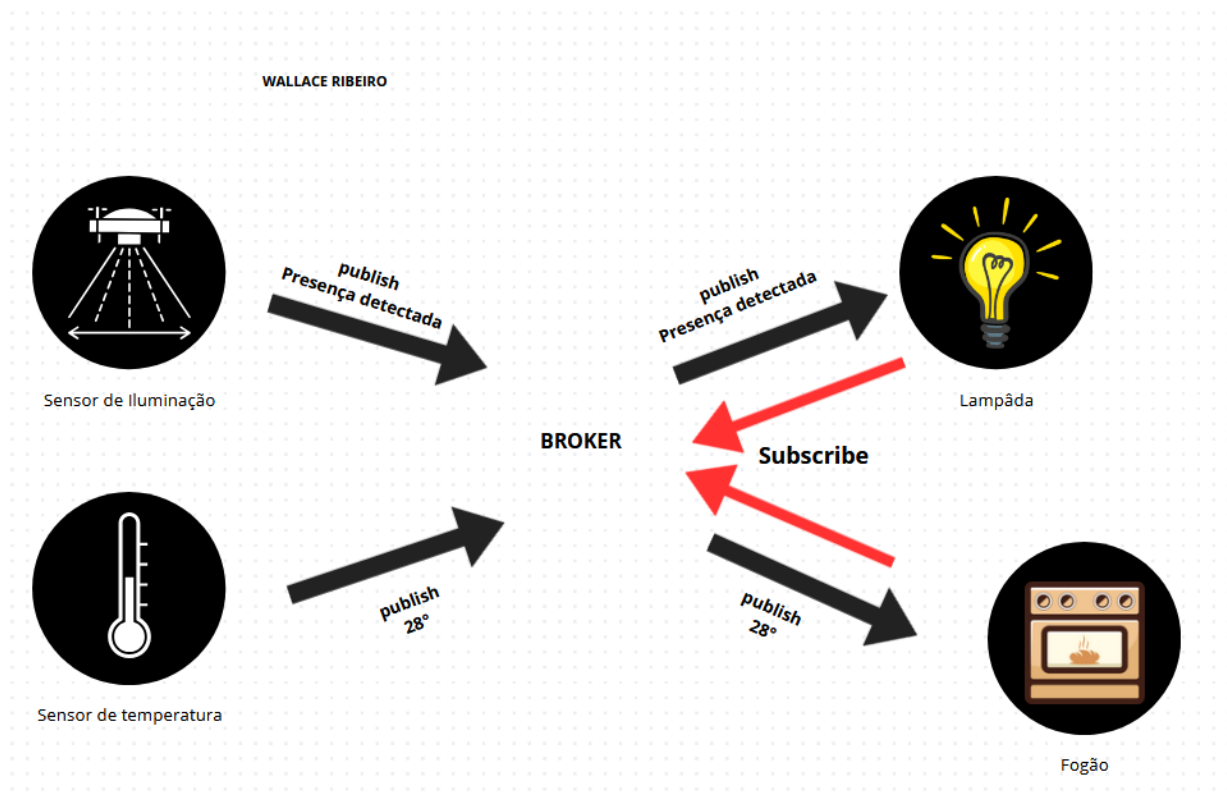 WALLACE RIBEIRO
publish
Presença detectada
publish
Presença detectada
Sensor de Iluminação
Lampâda
BROKER
Subscribe
publish
28°
publish
28°
Sensor de temperatura
Fogão